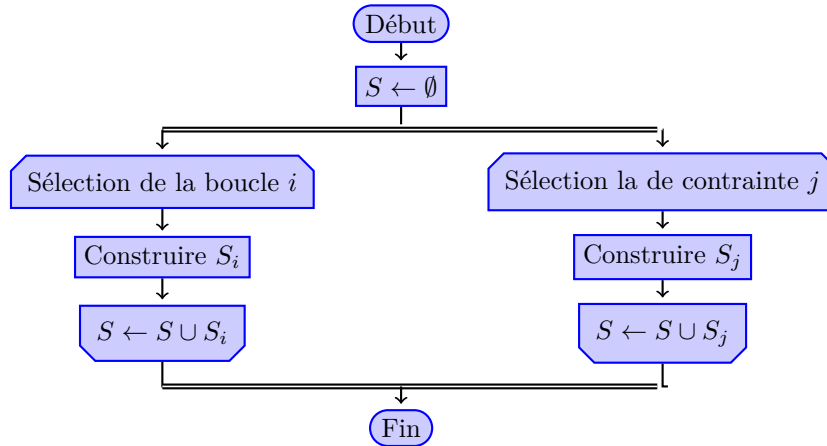 Début
S ← ∅
Sélection de la boucle i
Sélection la de contrainte j
Construire S_i
Construire S_j
S ← S ∪ S_i
S ← S ∪ S_j
Fin